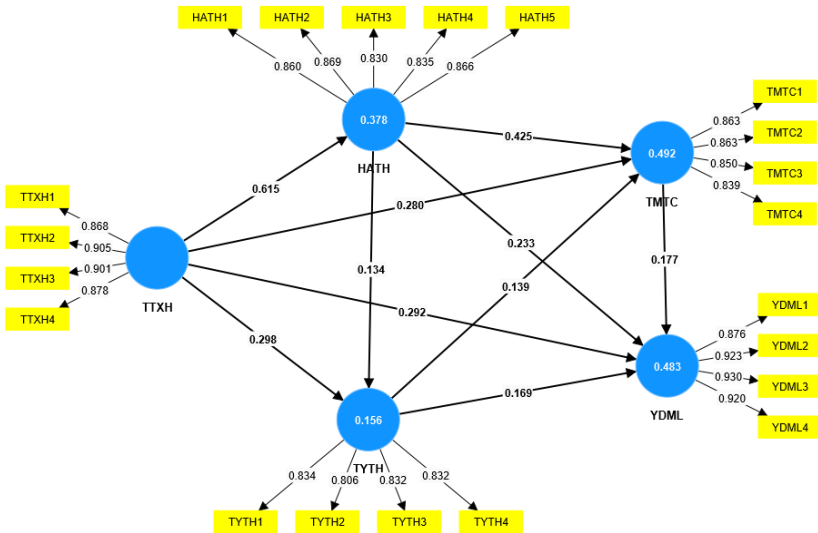 HATH1 HATH2 HATH3 HATH4 HATH5
0.860 0.869 0.830 0.835 0.866
0.378
HATH
TMTC1
TMTC2
TMTC3
TMTC4
0.863
0.863
0.850
0.839
0.492
TMTC
0.425
0.615
0.280
TTXH1
TTXH2
TTXH3
TTXH4
0.868
0.905
0.901
0.878
TTXH
0.233
0.134
0.139
0.177
0.292
0.298
0.169
YDML1
YDML2
YDML3
YDML4
0.876
0.923
0.930
0.920
0.483
YDML
0.156
TYTH
0.834 0.806 0.832 0.832
TYTH1 TYTH2 TYTH3 TYTH4